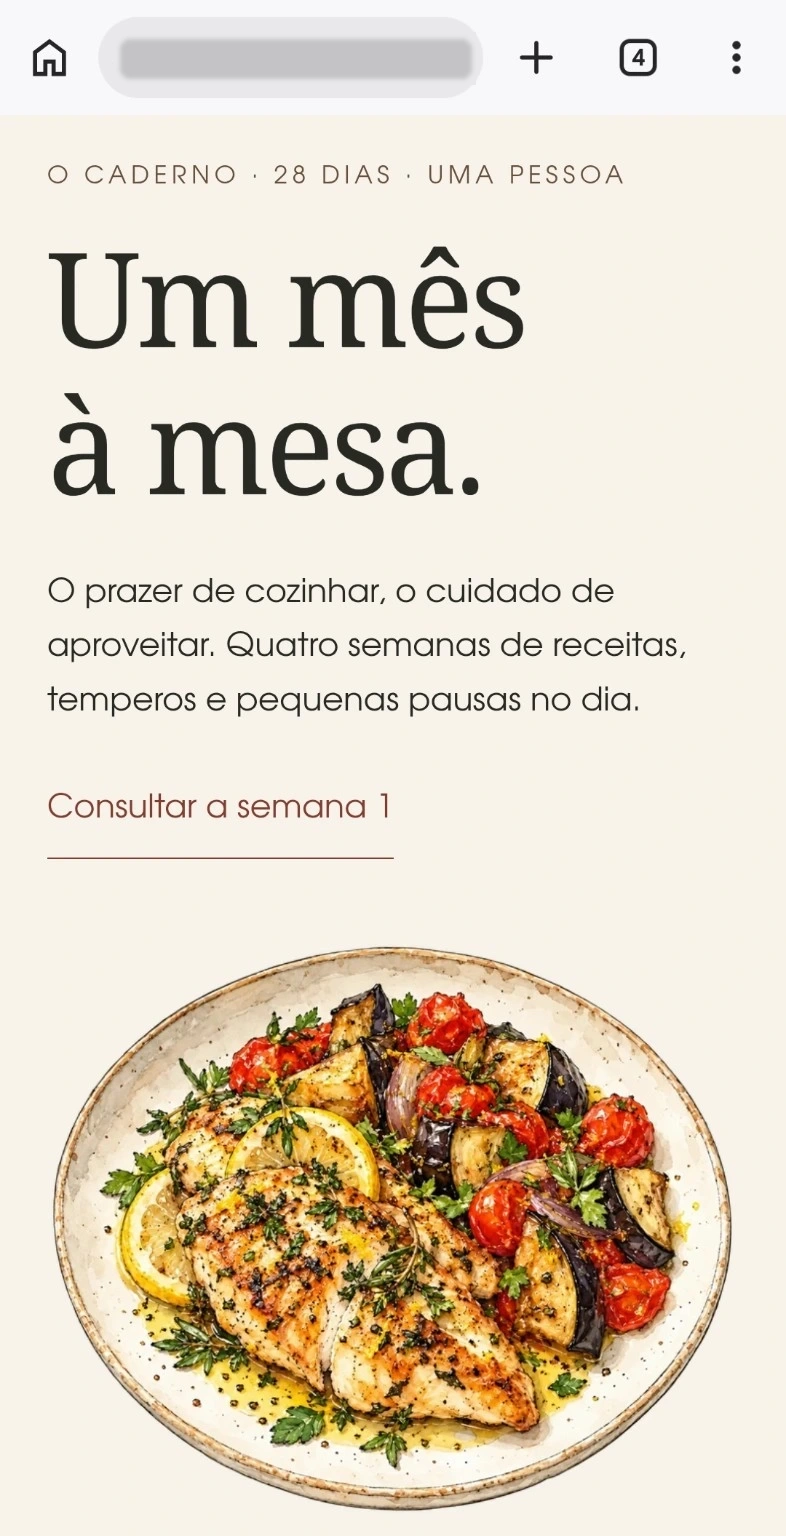 4
O CADERNO · 28 DIAS · UMA PESSOA
Um mês
à mesa.
O prazer de cozinhar, o cuidado de
aproveitar. Quatro semanas de receitas,
temperos e pequenas pausas no dia.
Consultar a semana 1